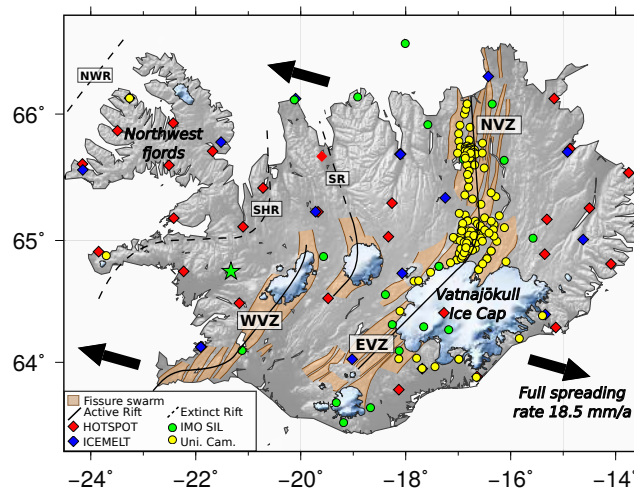 NWR
66°
Northwest
fjords
NVZ
SR
SHR
65°
Vatnajökull
Ice Cap
WVZ
EVZ
64°
Full spreading
rate 18.5 mm/a
Fissure swarm
Active Rift
Extinct Rift
HOTSPOT
IMO SIL
ICEMELT
Uni. Cam.
−24° −22° −20° −18° −16° −14°